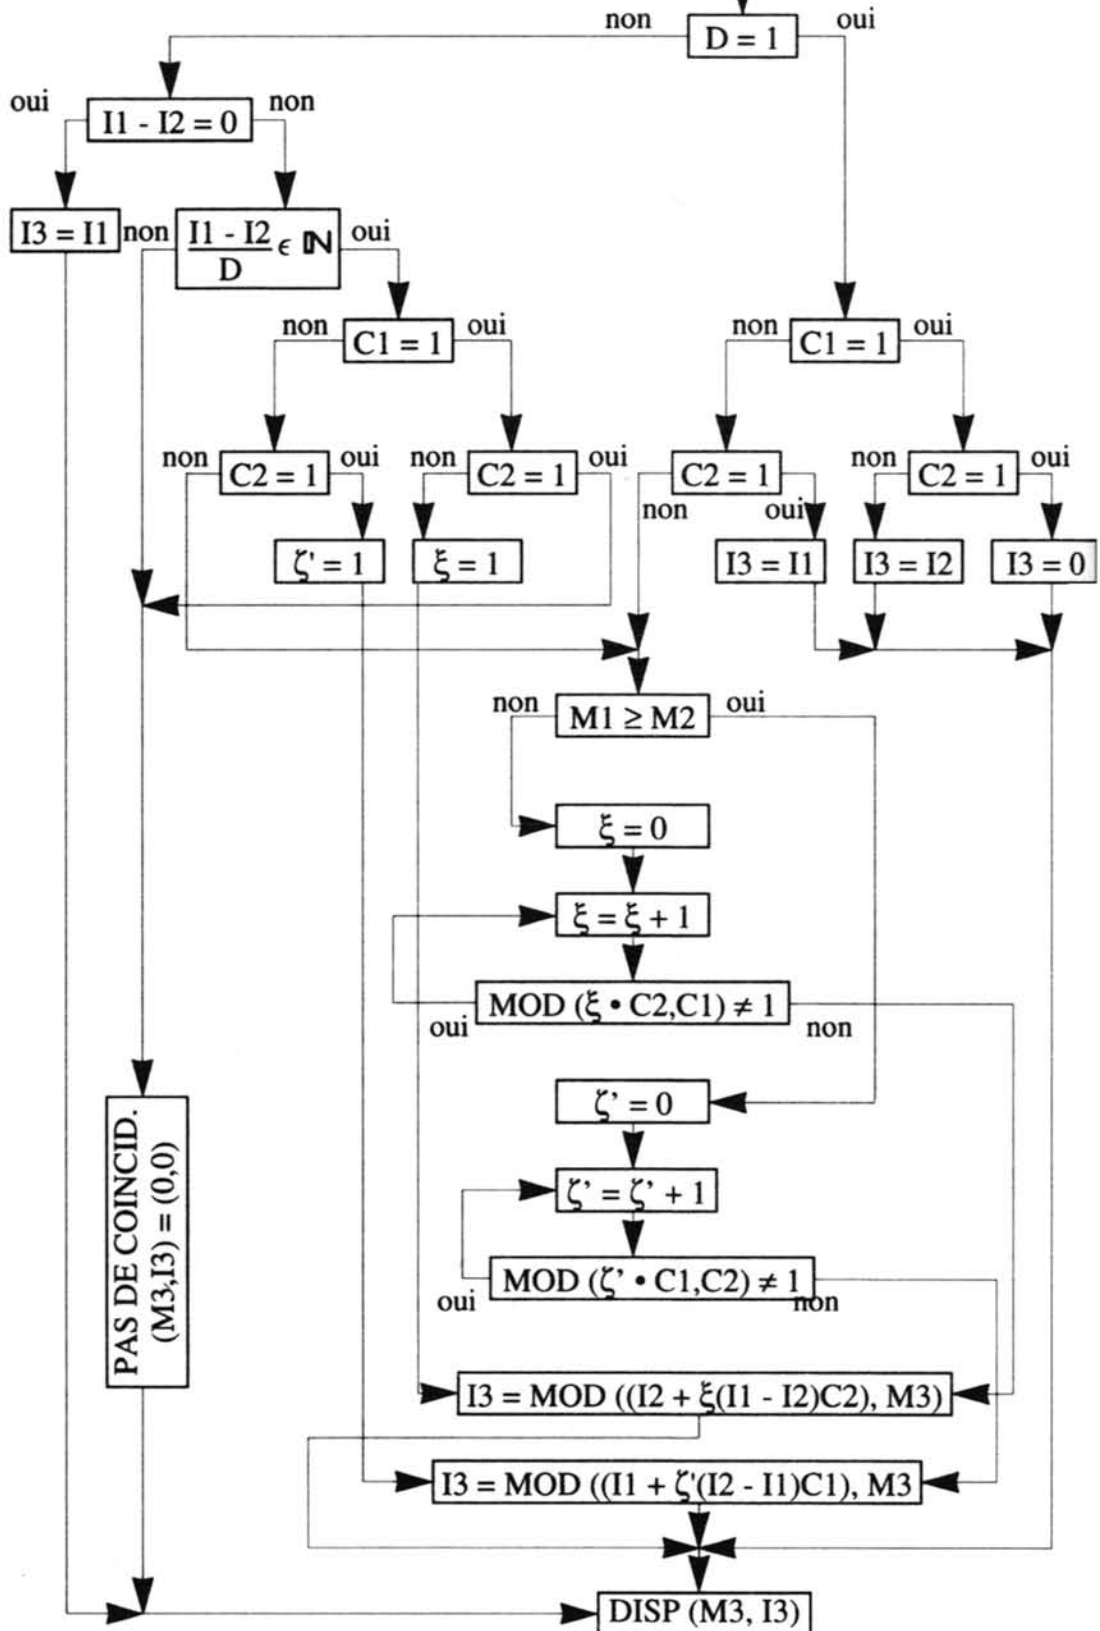 non
oui
D = 1
oui
non
I1 - I2 = 0
I3 = I1
non
I1 - I2
D
ϵ ℕ
oui
non
C1 = 1
oui
non
C1 = 1
oui
non
C2 = 1
oui
non
C2 = 1
oui
C2 = 1
non
oui
non
C2 = 1
oui
ζ' = 1
ξ = 1
I3 = I1
I3 = I2
I3 = 0
non
M1 ≥ M2
oui
ξ = 0
ξ = ξ + 1
MOD (ξ • C2,C1) ≠ 1
oui
non
ζ' = 0
ζ' = ζ' + 1
MOD (ζ' • C1,C2) ≠ 1
oui
non
PAS DE COINCID.
(M3,I3) = (0,0)
I3 = MOD ((I2 + ξ(I1 - I2)C2), M3)
I3 = MOD ((I1 + ζ'(I2 - I1)C1), M3
DISP (M3, I3)